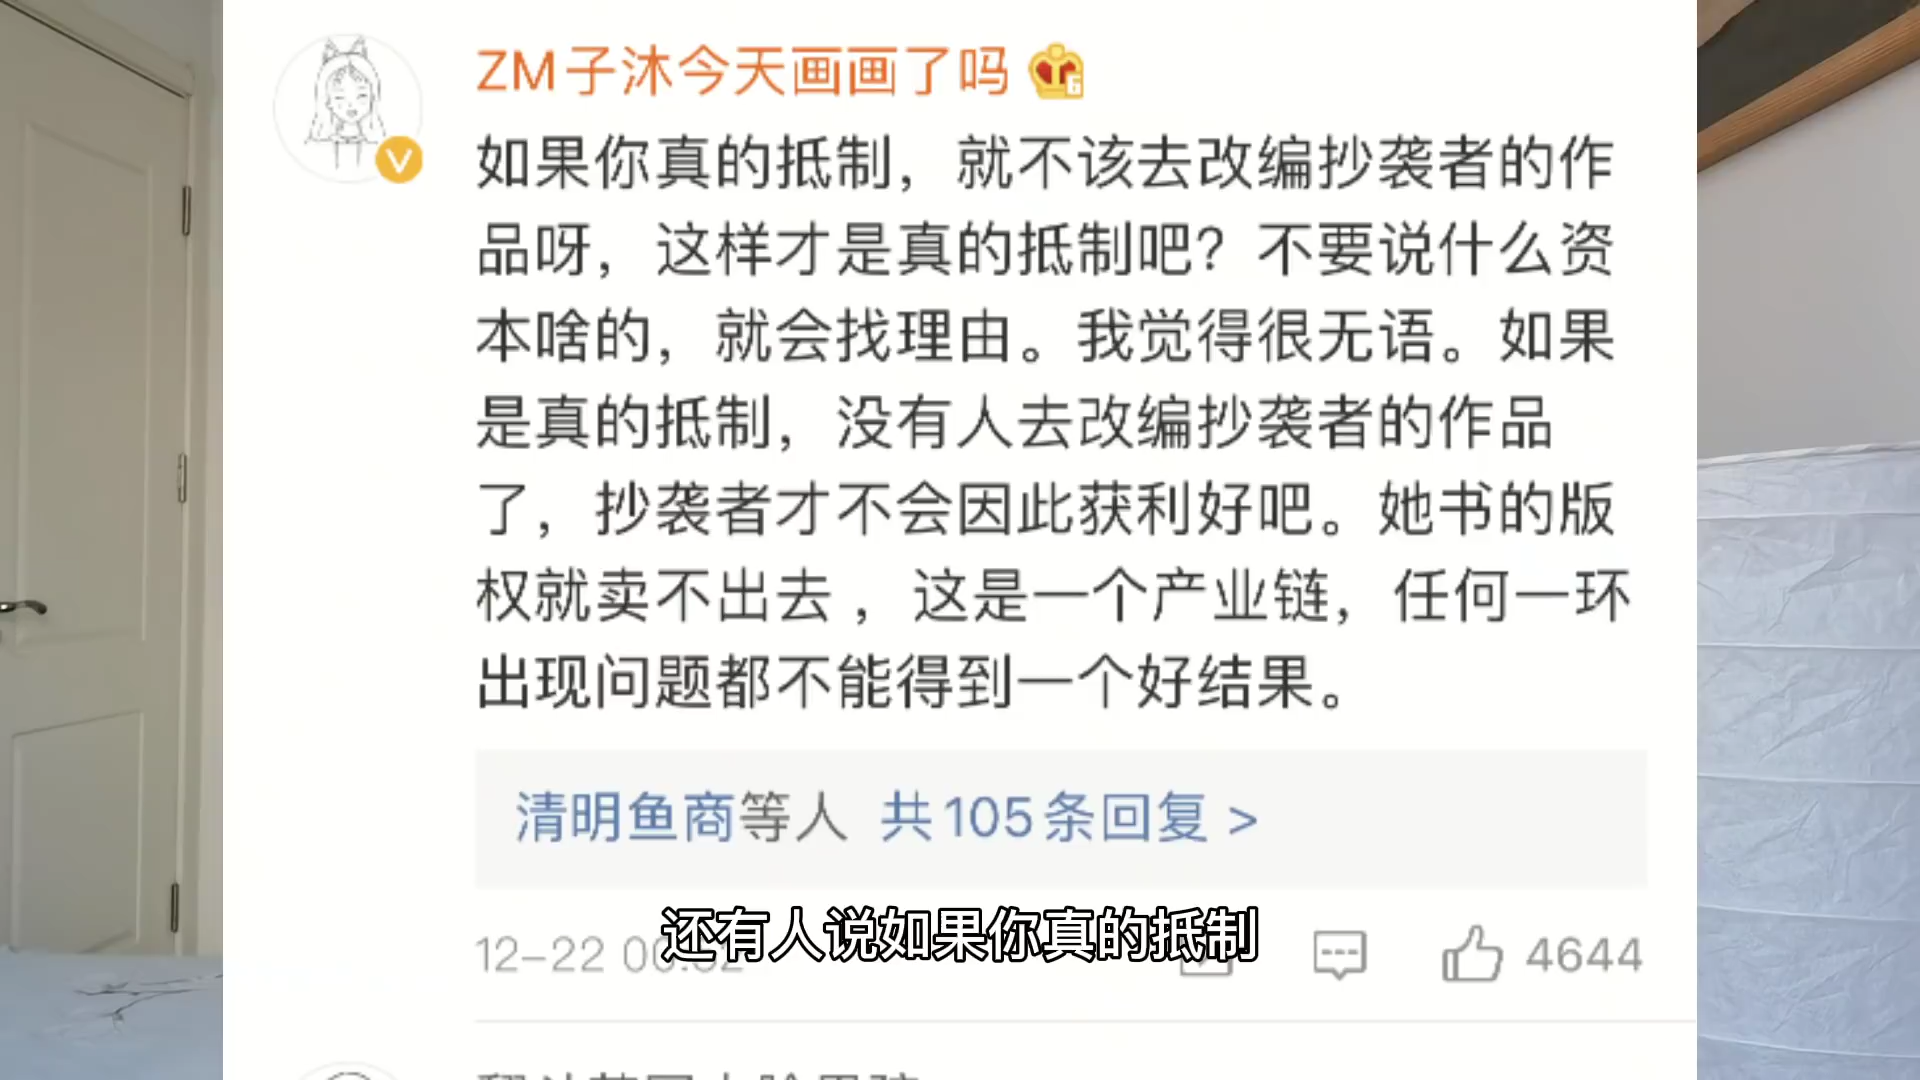 ZM子沐今天画画了吗
如果你真的抵制，就不该去改编抄袭者的作
品呀，这样才是真的抵制吧？不要说什么资
本啥的，就会找理由。我觉得很无语。如果
是真的抵制，没有人去改编抄袭者的作品
了，抄袭者才不会因此获利好吧。她书的版
权就卖不出去，这是一个产业链，任何一环
出现问题都不能得到一个好结果。
清明鱼商等人 共105条回复 >
还有人说如果你真的抵制
12-22
4644